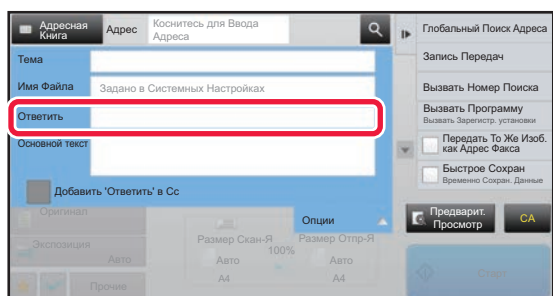 Адресная
Книга
Адрес
Коснитесь для Ввода
Адреса
Тема
Имя Файла
Задано в Системных Настройках
Ответить
Основной текст
Добавить 'Ответить' в Cc
Оригинал
Опции
Размер Скан-Я
Размер Отпр-Я
100%
Экспозиция
Авто
Авто
Авто
A4
A4
Прочие
Глобальный Поиск Адреса
Запись Передач
Вызвать Номер Поиска
Вызвать Программу
Вызвать Зарегистр. установки
Передать То Же Изоб.
как Адрес Факса
Быстрое Сохран
Временно Сохран. Данные
Предварит.
Просмотр
CA
Старт